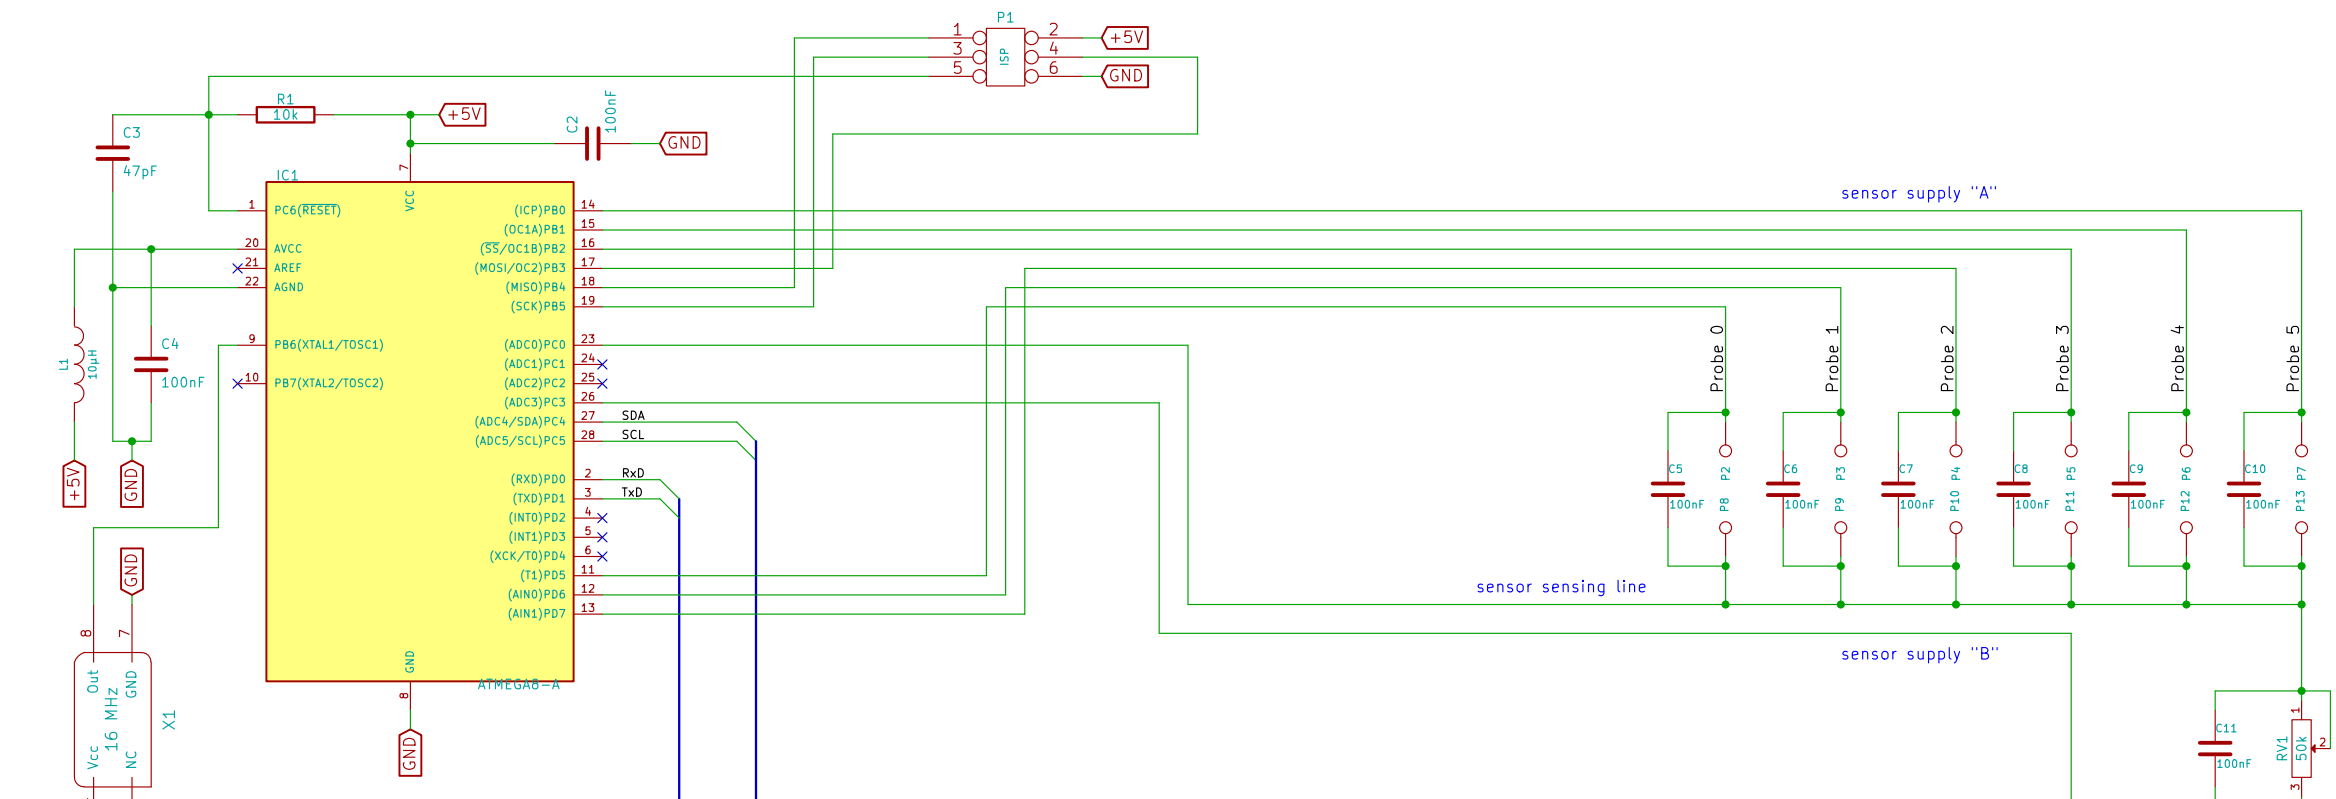 P1
1
2
+5V
3
ISP
4
5
6
GND
R1
10k
+5V
C2
100nF
GND
C3
47pF
IC1
7
VCC
1
PC6(RESET)
20
AVCC
21
AREF
22
AGND
9
PB6(XTAL1/TOSC1)
10
PB7(XTAL2/TOSC2)
(ICP)PB0
14
(OC1A)PB1
15
(SS/OC1B)PB2
16
(MOSI/OC2)PB3
17
(MISO)PB4
18
(SCK)PB5
19
(ADC0)PC0
23
(ADC1)PC1
24
(ADC2)PC2
25
(ADC3)PC3
26
(ADC4/SDA)PC4
27
SDA
(ADC5/SCL)PC5
28
SCL
(RXD)PD0
2
RxD
(TXD)PD1
3
TxD
(INT0)PD2
4
(INT1)PD3
5
(XCK/T0)PD4
6
(T1)PD5
11
(AIN0)PD6
12
(AIN1)PD7
13
GND
8
ATMEGA8-A
GND
L1
10µH
C4
100nF
+5V
GND
GND
8
7
Out
GND
16 MHz
Vcc
NC
X1
sensor supply "A"
Probe 0
Probe 1
Probe 2
Probe 3
Probe 4
Probe 5
C5
100nF
P2
P8
C6
100nF
P3
P9
C7
100nF
P4
P10
C8
100nF
P5
P11
C9
100nF
P6
P12
C10
100nF
P7
P13
sensor sensing line
sensor supply "B"
C11
100nF
RV1
50k
1
2
3